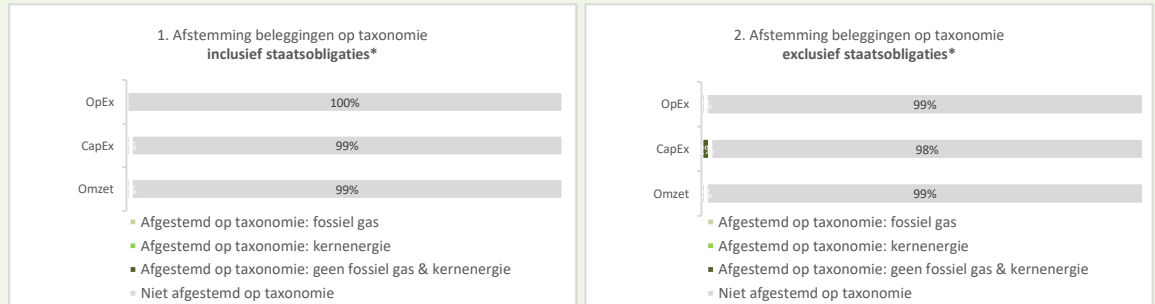 1. Afstemming beleggingen op taxonomie
inclusief staatsobligaties*
OpEx
100%
CapEx
99%
Omzet
99%
Afgestemd op taxonomie: fossiel gas
Afgestemd op taxonomie: kernenergie
Afgestemd op taxonomie: geen fossiel gas & kernenergie
Niet afgestemd op taxonomie
2. Afstemming beleggingen op taxonomie
exclusief staatsobligaties*
OpEx
99%
CapEx
98%
Omzet
99%
Afgestemd op taxonomie: fossiel gas
Afgestemd op taxonomie: kernenergie
Afgestemd op taxonomie: geen fossiel gas & kernenergie
Niet afgestemd op taxonomie